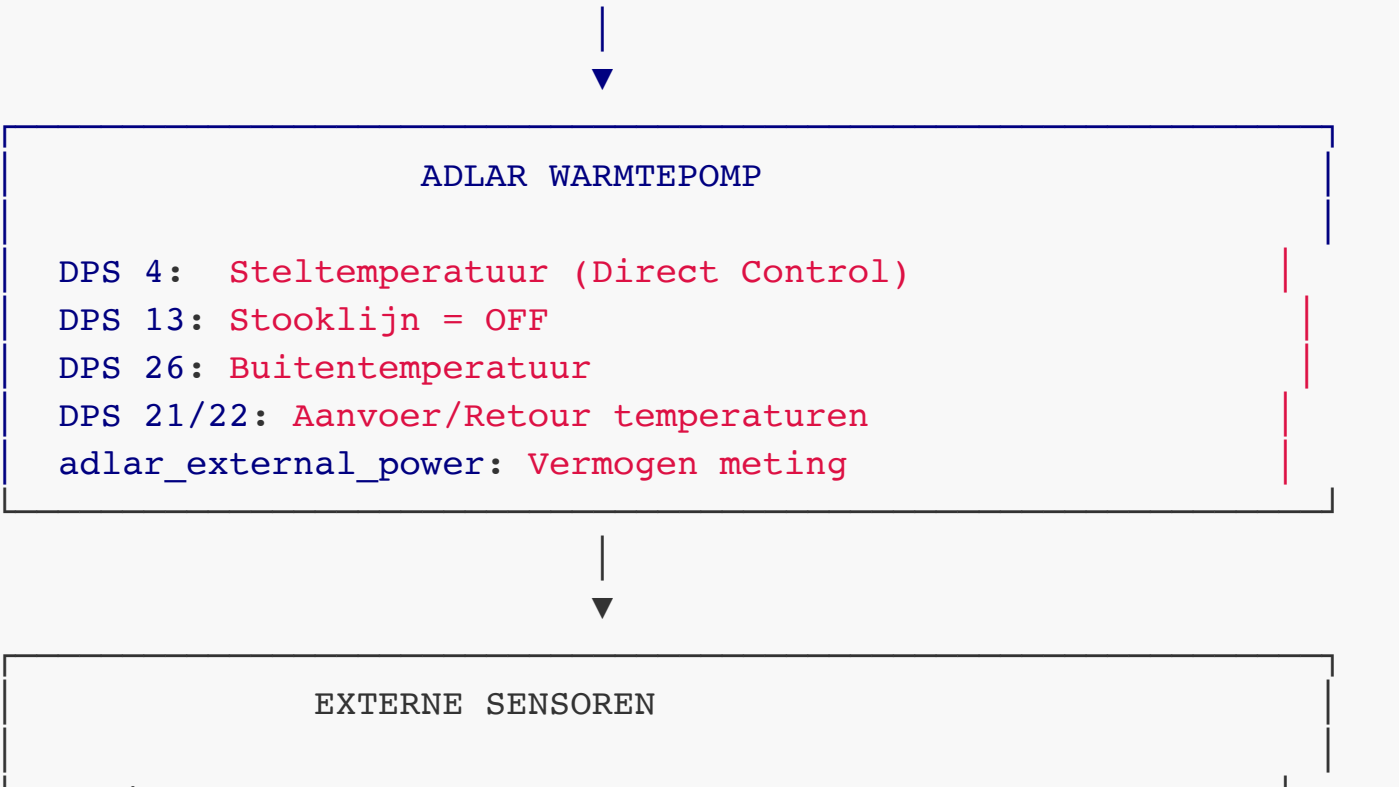 ADLAR WARMTEPOMP
DPS 4: Steltemperatuur (Direct Control)
DPS 13: Stooklijn = OFF
DPS 26: Buitentemperatuur
DPS 21/22: Aanvoer/Retour temperaturen
adlar_external_power: Vermogen meting
EXTERNE SENSOREN